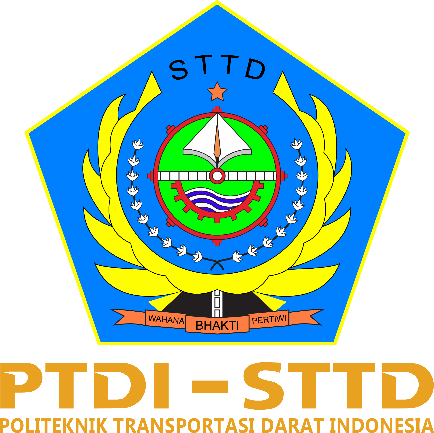 STTD
WAHANA BHAKTI PERTIWI
PTDI - STTD
POLITEKNIK TRANSPORTASI DARAT INDONESIA